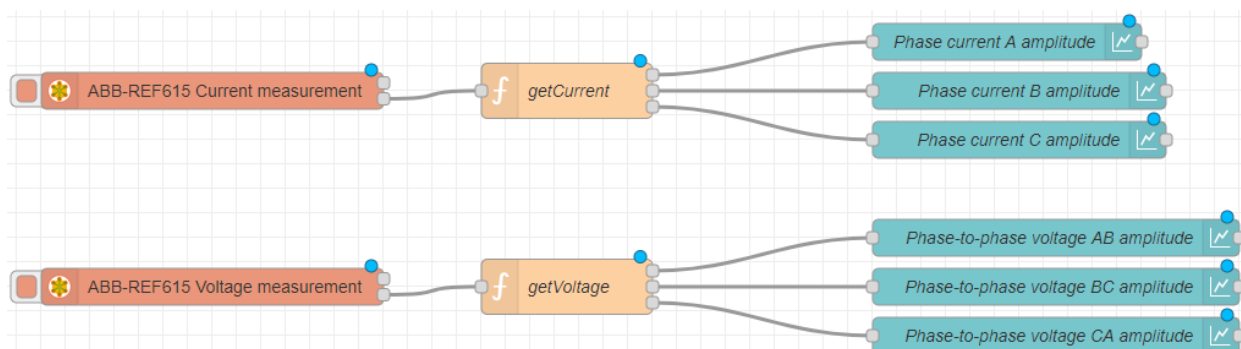 Phase current A amplitude
ABB-REF615 Current measurement
getCurrent
Phase current B amplitude
Phase current C amplitude
Phase-to-phase voltage AB amplitude
ABB-REF615 Voltage measurement
getVoltage
Phase-to-phase voltage BC amplitude
Phase-to-phase voltage CA amplitude